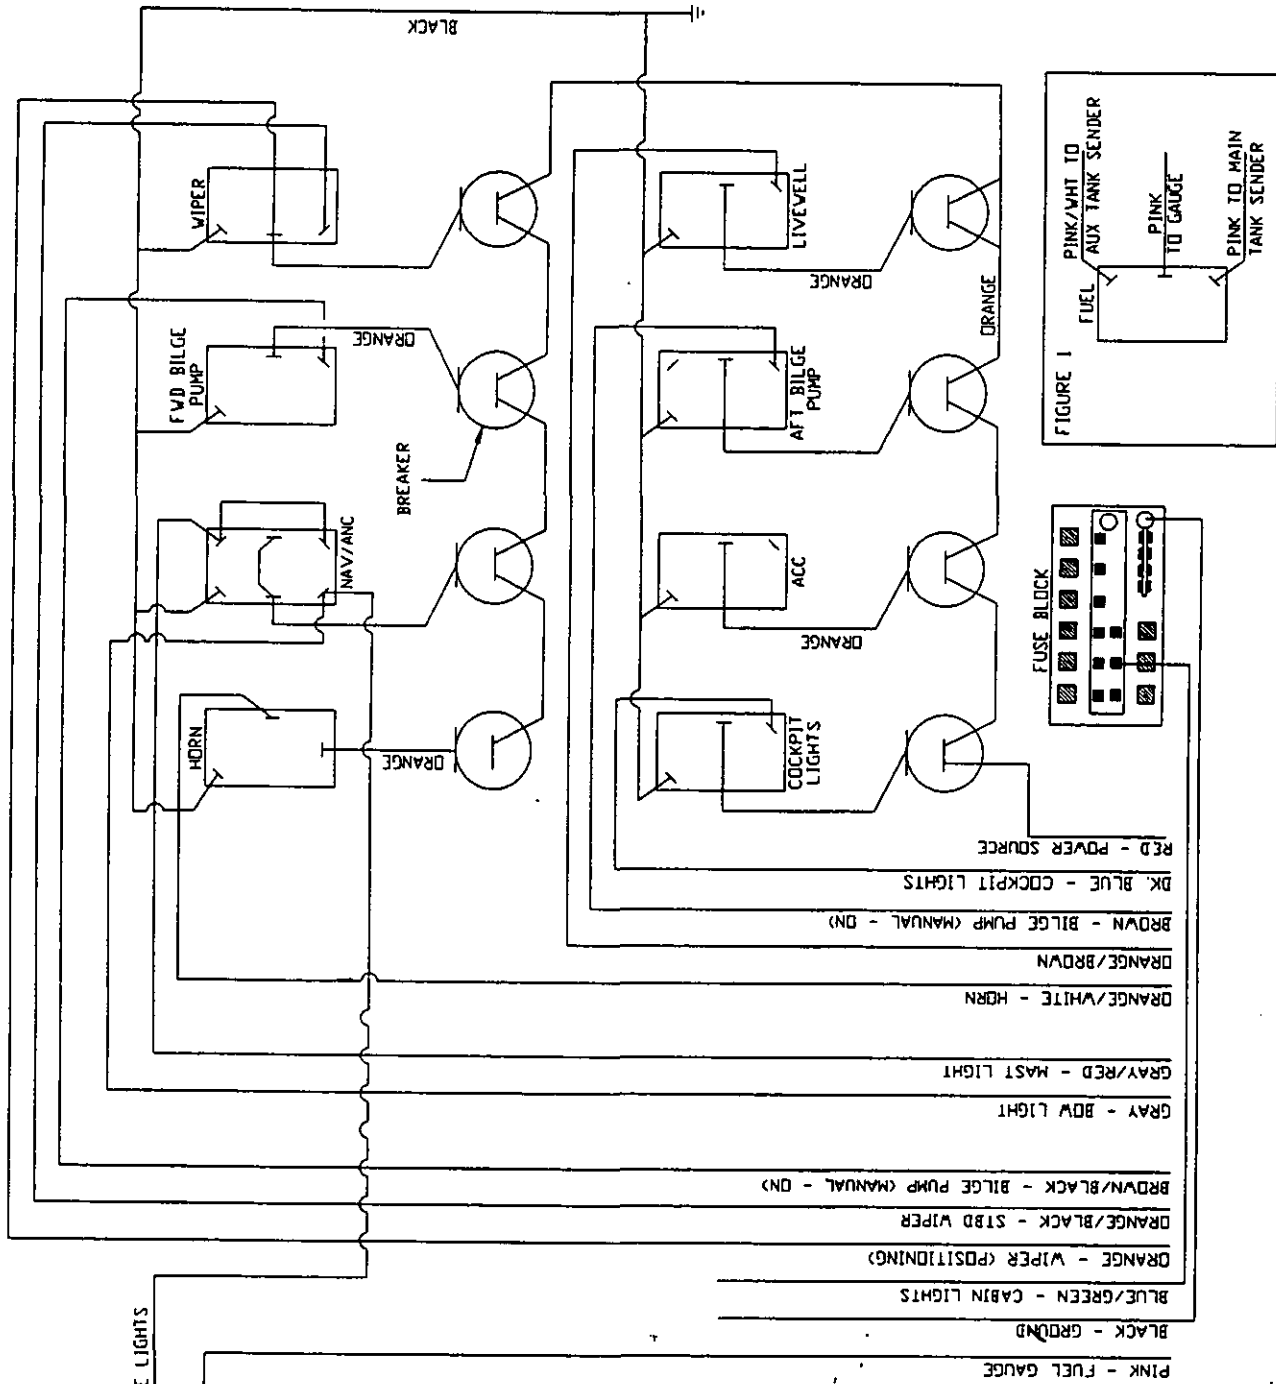 BLACK
WIPER
FWD BILGE
PUMP
NAV/ANC
HORN
ORANGE
ORANGE
BREAKER
LIVEWELL
AFT BILGE
PUMP
ACC
COCKPIT
LIGHTS
ORANGE
ORANGE
ORANGE
FIGURE 1
FUEL
PINK/WHT TO
AUX TANK SENDER
PINK
TO GAUGE
PINK TO MAIN
TANK SENDER
FUSE BLOCK
RED - POWER SOURCE
DK. BLUE - COCKPIT LIGHTS
BROWN - BILGE PUMP (MANUAL - ON)
ORANGE/BROWN
ORANGE/WHITE - HORN
GRAY/RED - MAST LIGHT
GRAY - BOW LIGHT
BROWN/BLACK - BILGE PUMP (MANUAL - ON)
ORANGE/BLACK - STBD WIPER
ORANGE - WIPER (POSITIONING)
BLUE/GREEN - CABIN LIGHTS
BLACK - GROUND
PINK - FUEL GAUGE
E LIGHTS